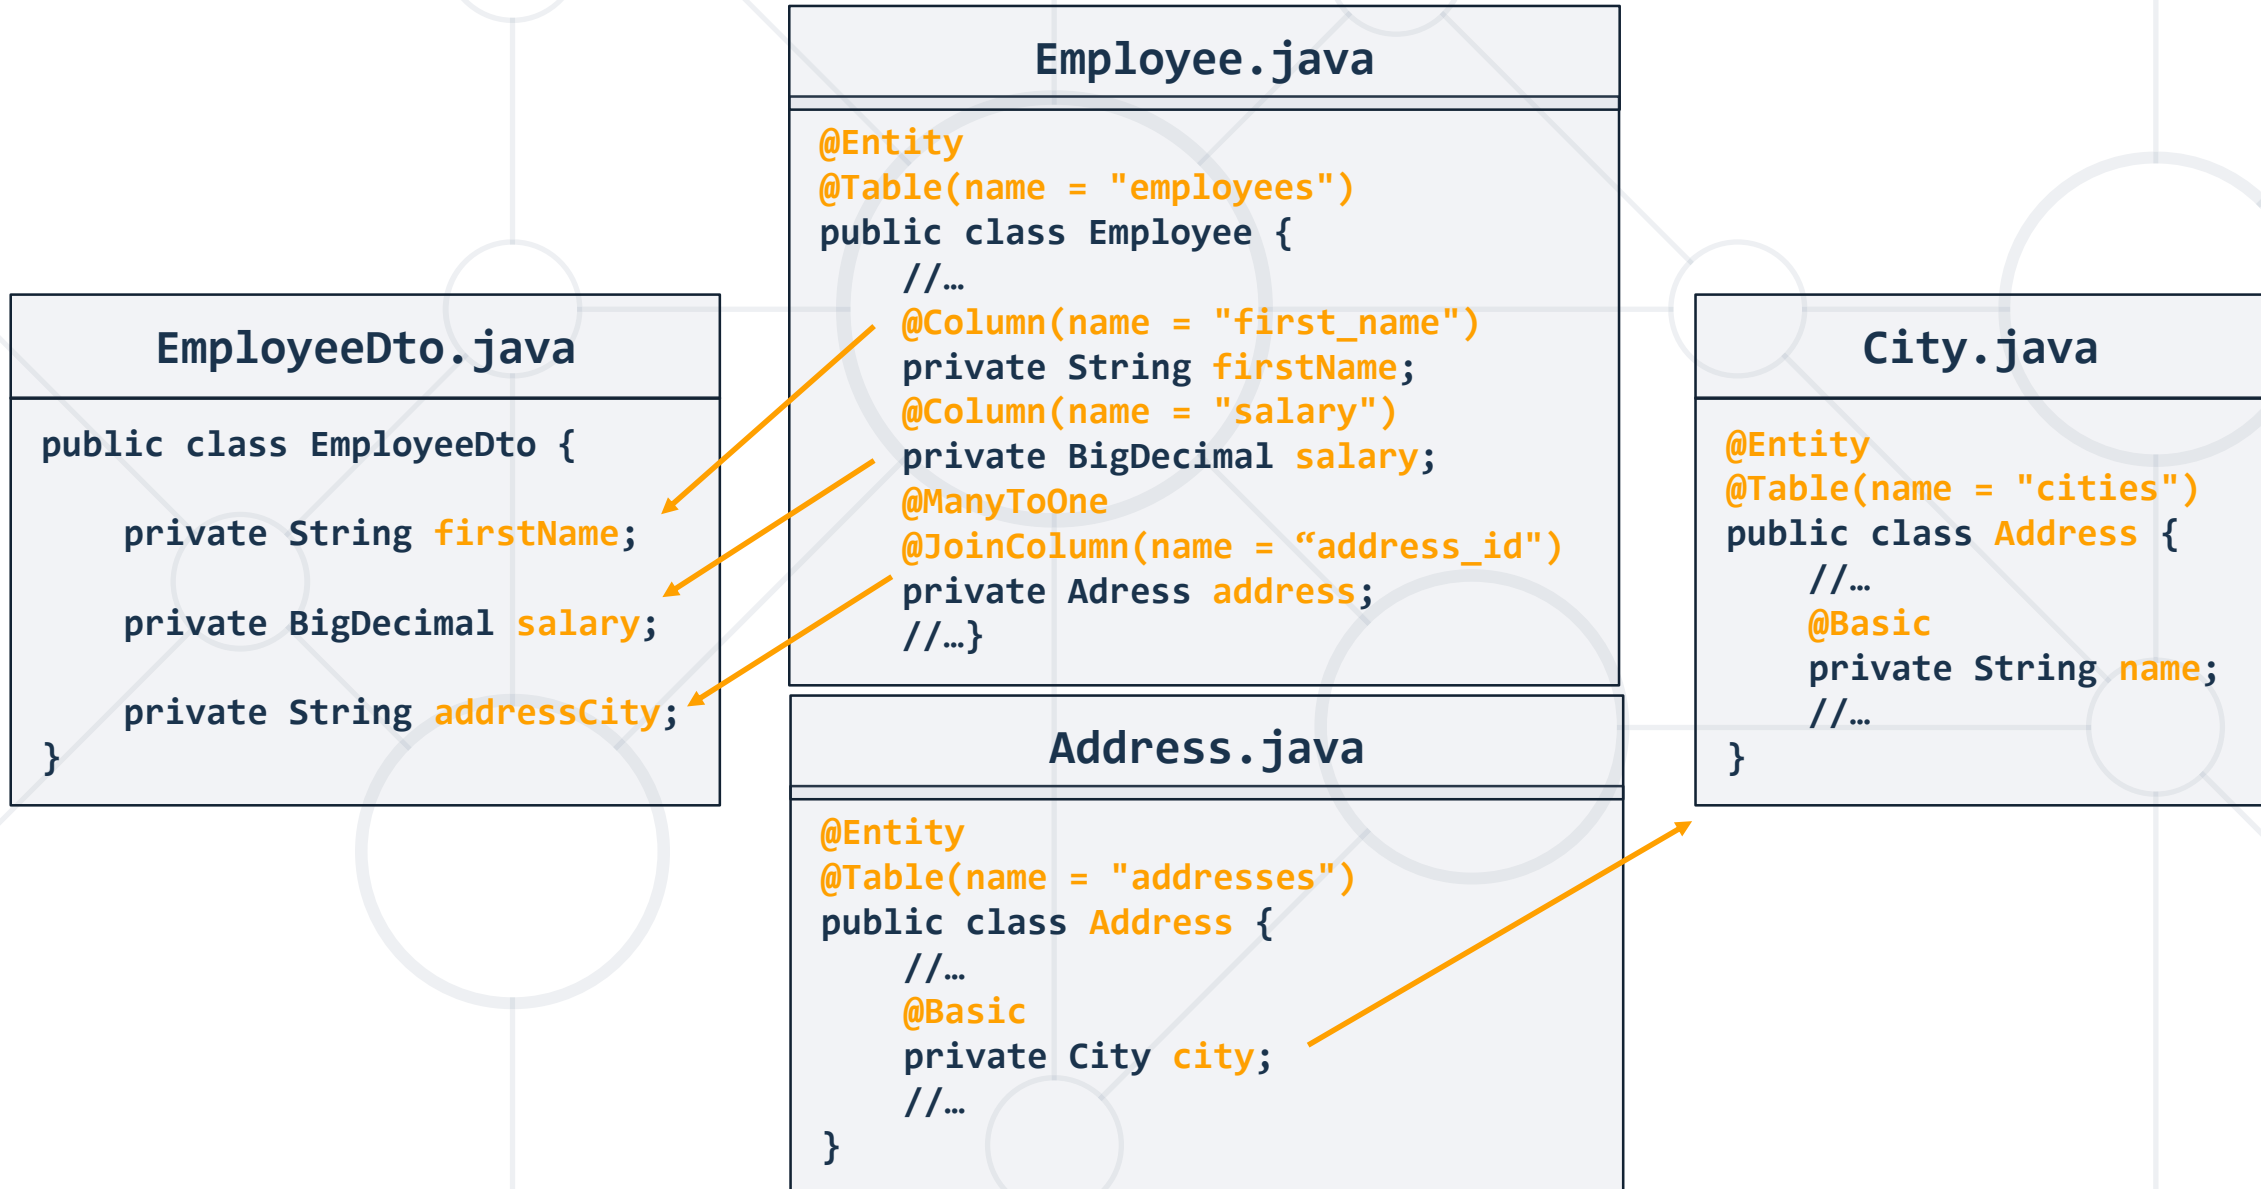 EmployeeDto.java
public class EmployeeDto {
private String firstName;
private BigDecimal salary;
private String addressCity;
}
Employee.java
@Entity
@Table(name = "employees")
public class Employee {
//…
@Column(name = "first_name")
private String firstName;
@Column(name = "salary")
private BigDecimal salary;
@ManyToOne
@JoinColumn(name = “address_id")
private Adress address;
//…}
Address.java
@Entity
@Table(name = "addresses")
public class Address {
//…
@Basic
private City city;
//…
}
City.java
@Entity
@Table(name = "cities")
public class Address {
//…
@Basic
private String name;
//…
}